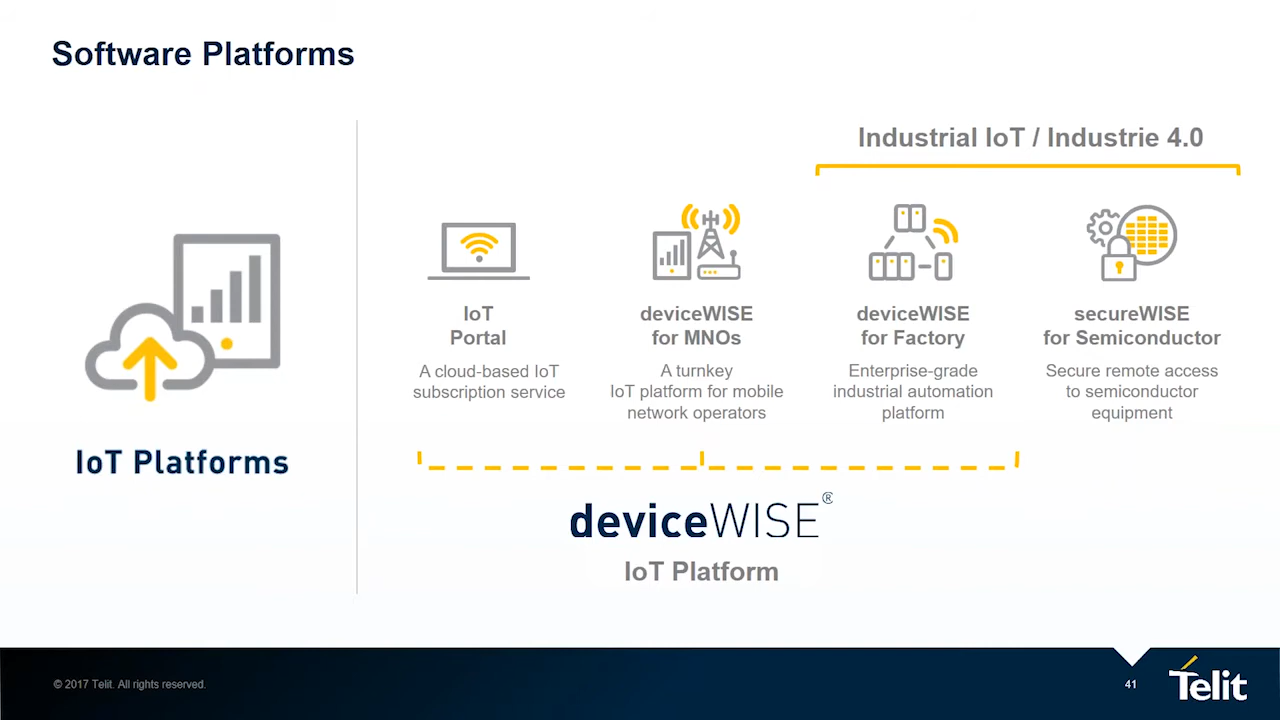 Software Platforms
Industrial IoT / Industrie 4.0
IoT Platforms
IoT
Portal
A cloud-based IoT
subscription service
deviceWISE
for MNOs
A turnkey
IoT platform for mobile
network operators
deviceWISE
for Factory
Enterprise-grade
industrial automation
platform
secureWISE
for Semiconductor
Secure remote access
to semiconductor
equipment
deviceWISE®
IoT Platform
© 2017 Telit. All rights reserved.
41
Telit